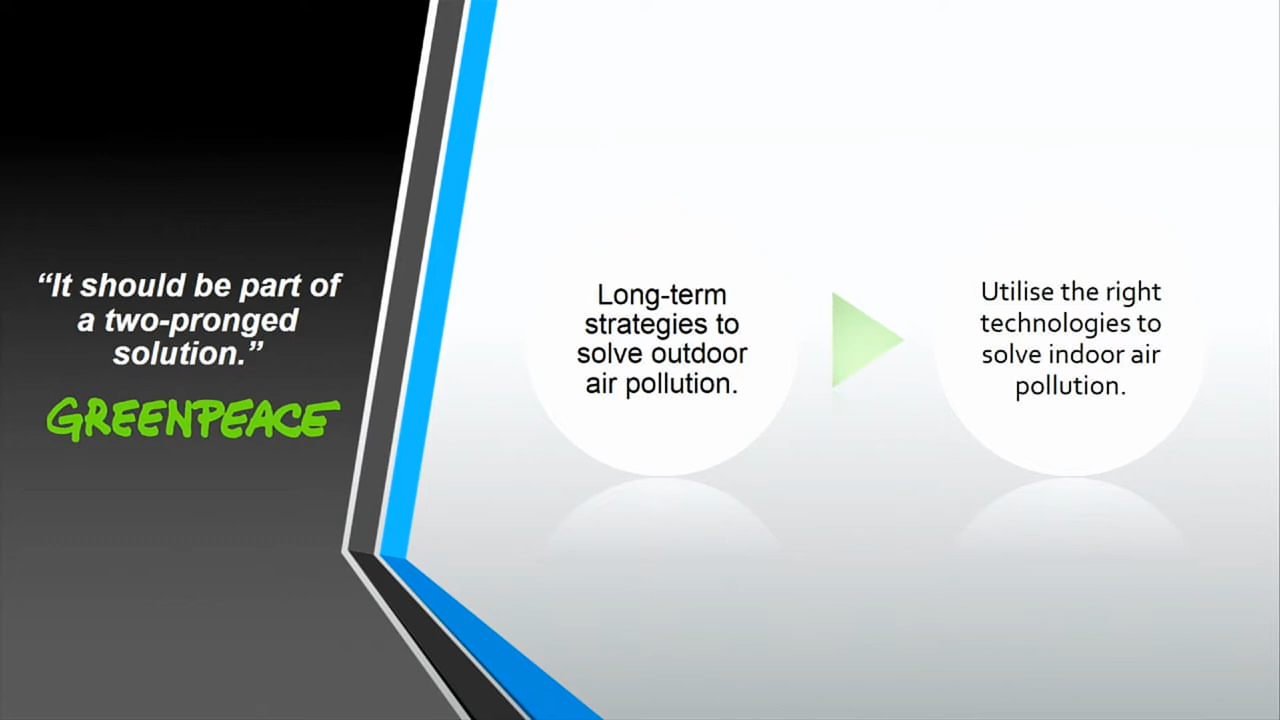 “It should be part of
a two-pronged
solution.”
GREENPEACE
Long-term
strategies to
solve outdoor
air pollution.
Utilise the right
technologies to
solve indoor air
pollution.